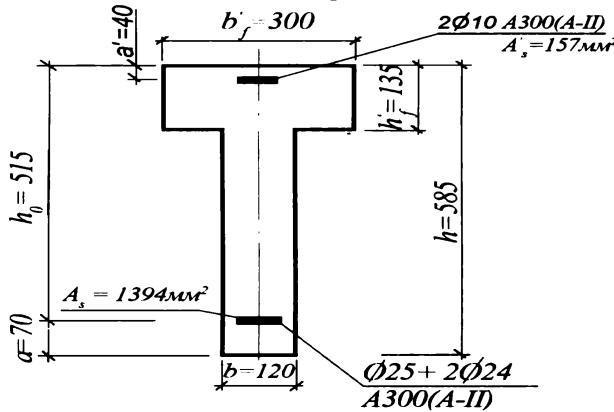 a'=40
b'f=300
2Ø10 A300(A-II)
A's=157мм²
h'f=135
h0 = 515
h=585
As = 1394мм²
a=70
b=120
Ø25+ 2Ø24
A300(A-II)